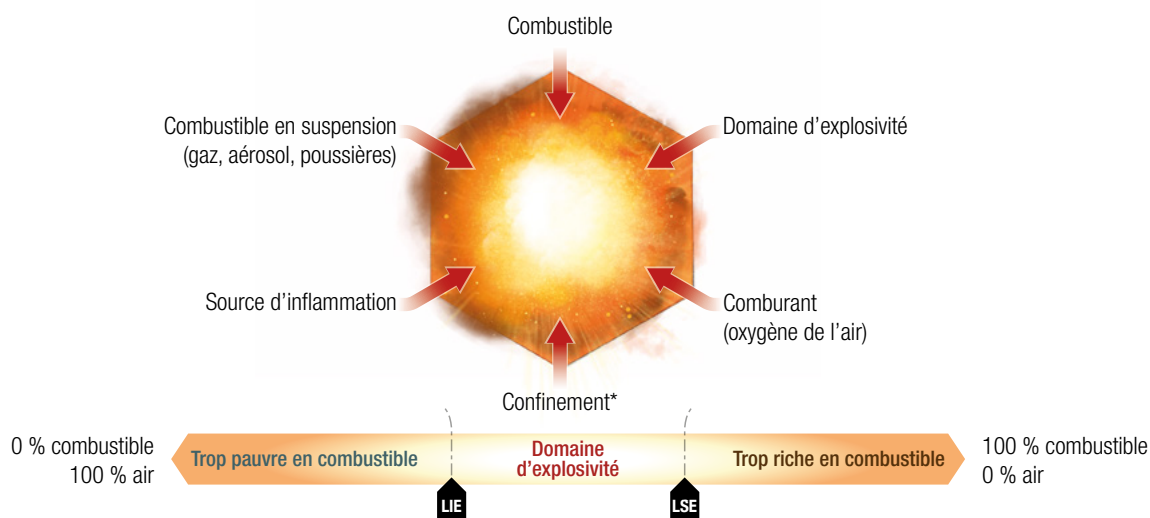 Combustible
Combustible en suspension
(gaz, aérosol, poussières)
Domaine d’explosivité
Source d’inflammation
Comburant
(oxygène de l’air)
Confinement*
0 % combustible
100 % air
Trop pauvre en combustible
Domaine
d’explosivité
Trop riche en combustible
100 % combustible
0 % air
LIE
LSE